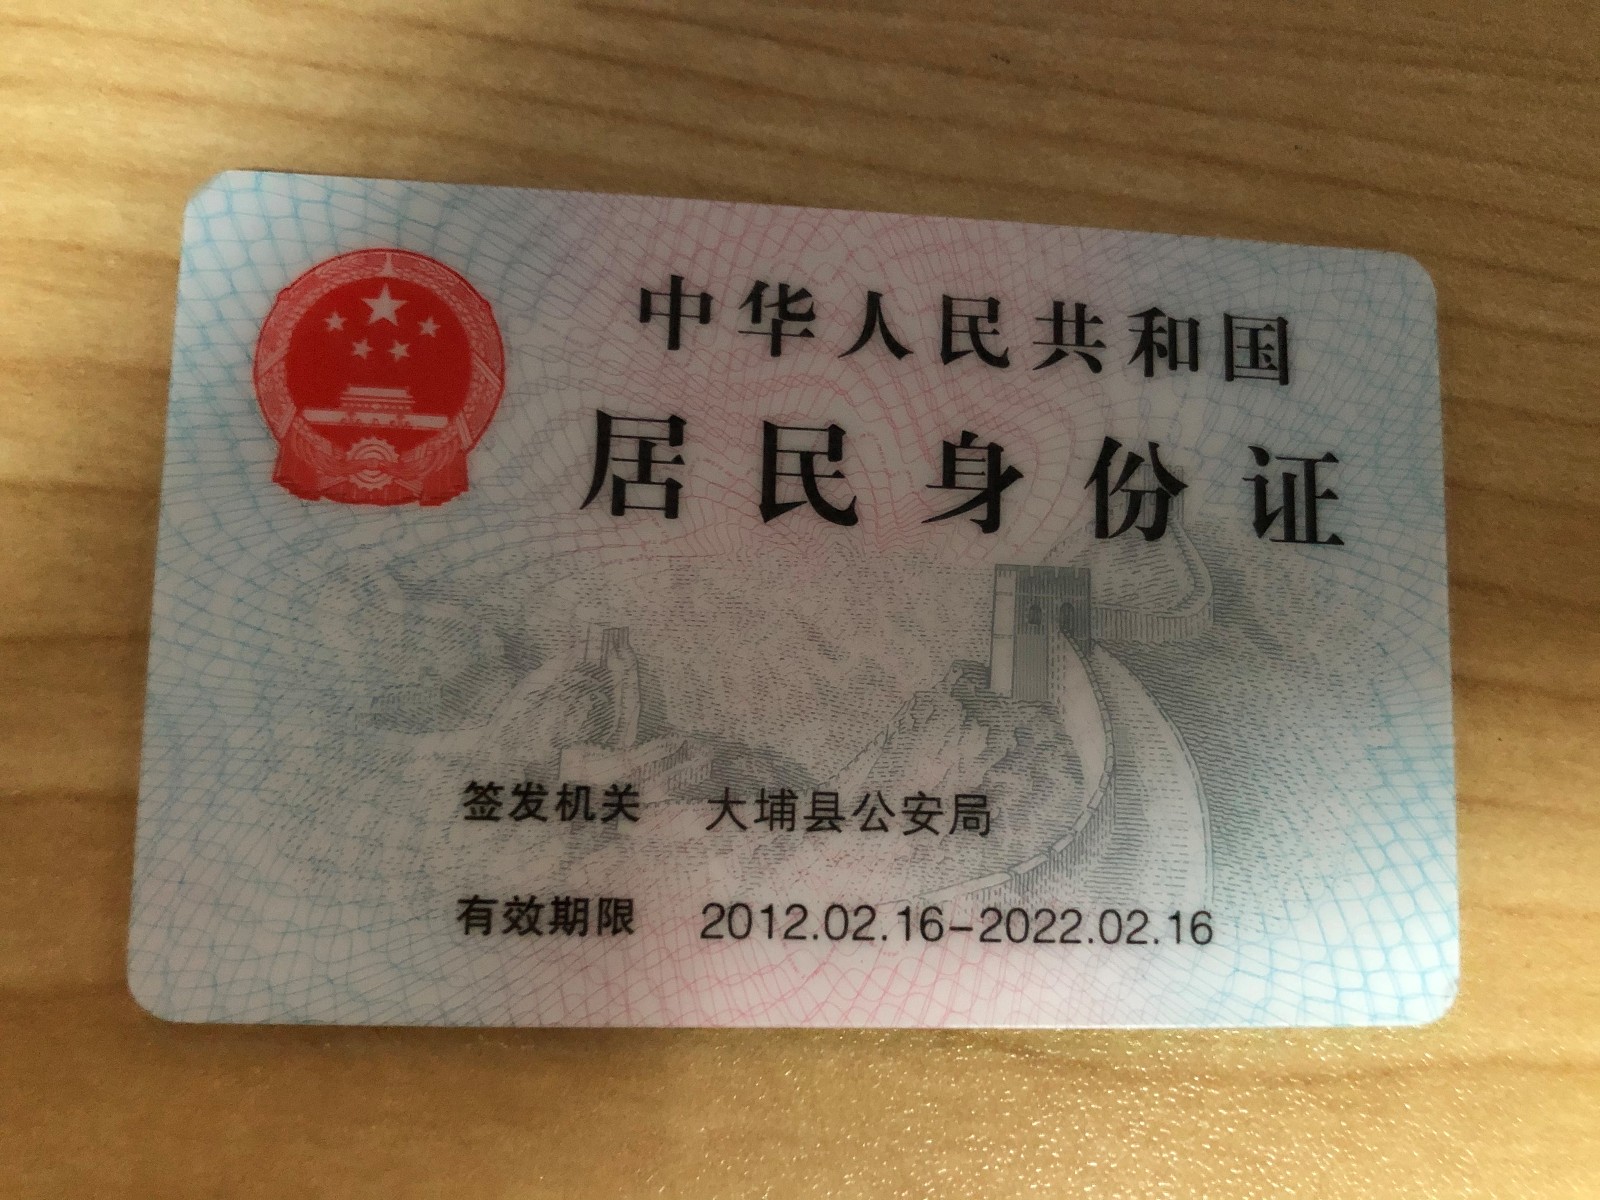 中华人民共和国
居民身份证
签发机关 大埔县公安局
有效期限 2012.02.16-2022.02.16